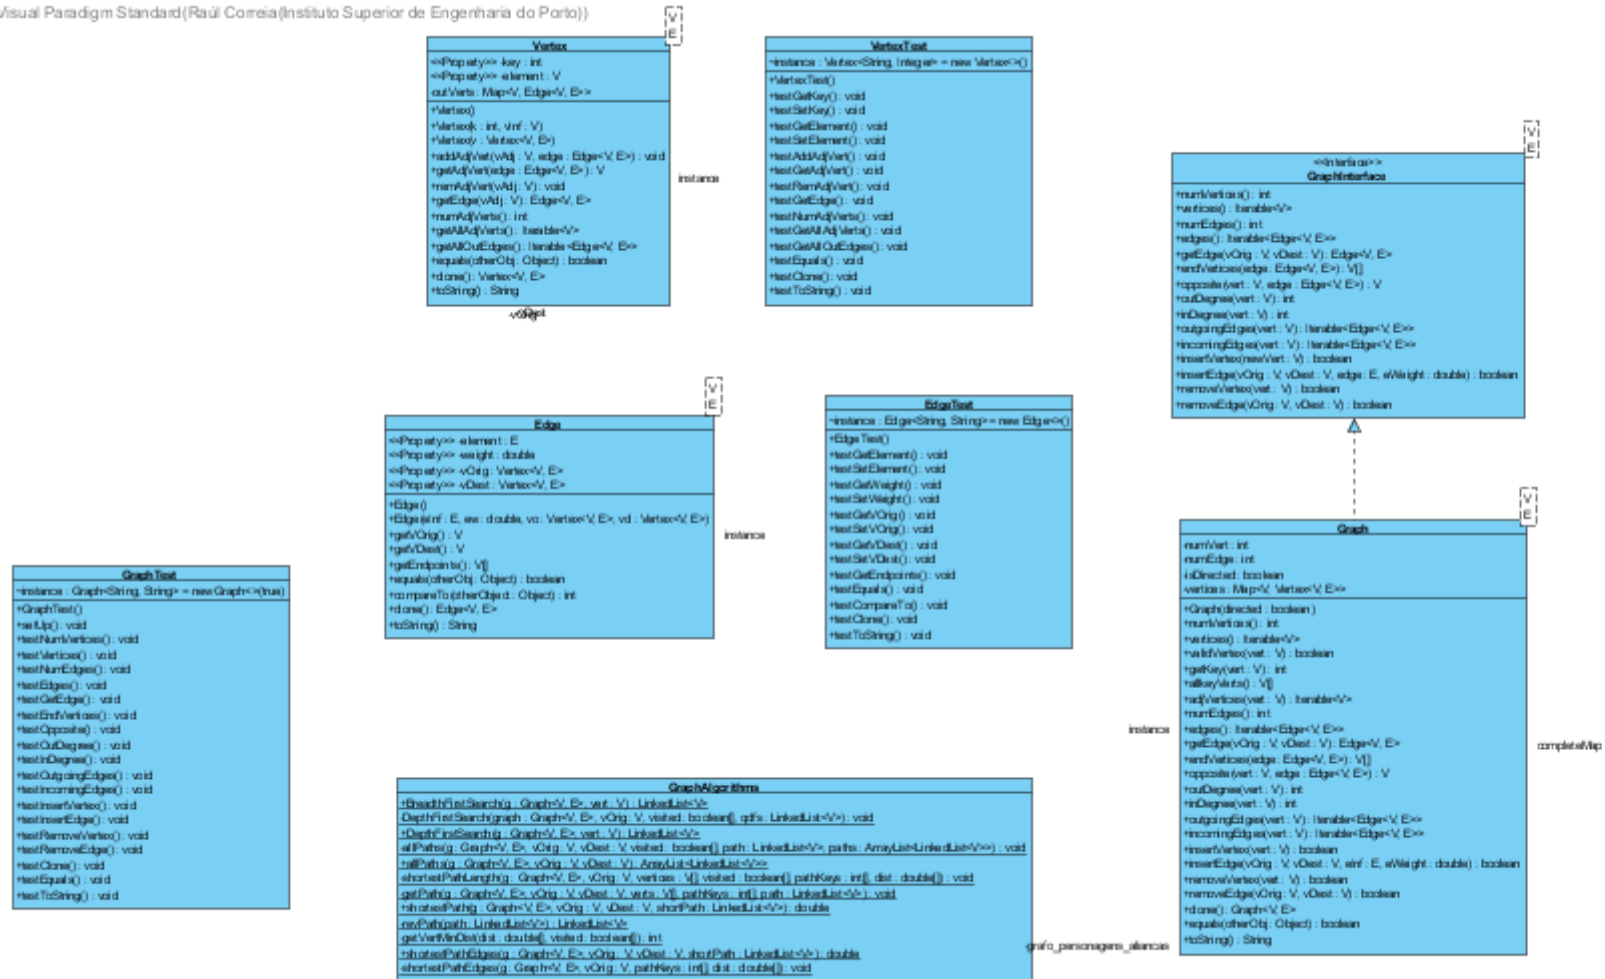 Visual Paradigm Standard(Raúl Correia(Instituto Superior de Engenharia do Porto))
V
E
Vertex
<<Property>> -key : int
<<Property>> -element : V
-outVerts : Map<V, Edge<V, E>>
+Vertex()
+Vertex(k : int, vInf : V)
+Vertex(v : Vertex<V, E>)
+addAdjVert(vAdj : V, edge : Edge<V, E>) : void
+getAdjVert(edge : Edge<V, E>) : V
+remAdjVert(vAdj : V) : void
+getEdge(vAdj : V) : Edge<V, E>
+numAdjVerts() : int
+getAllAdjVerts() : Iterable<V>
+getAllOutEdges() : Iterable<Edge<V, E>>
+equals(otherObj : Object) : boolean
+clone() : Vertex<V, E>
+toString() : String
instance
VertexTest
~instance : Vertex<String, Integer> = new Vertex<>()
+VertexTest()
+testGetKey() : void
+testSetKey() : void
+testGetElement() : void
+testSetElement() : void
+testAddAdjVert() : void
+testGetAdjVert() : void
+testRemAdjVert() : void
+testGetEdge() : void
+testNumAdjVerts() : void
+testGetAllAdjVerts() : void
+testGetAllOutEdges() : void
+testEquals() : void
+testClone() : void
+testToString() : void
V
E
<<Interface>>
GraphInterface
+numVertices() : int
+vertices() : Iterable<V>
+numEdges() : int
+edges() : Iterable<Edge<V, E>>
+getEdge(vOrig : V, vDest : V) : Edge<V, E>
+endVertices(edge : Edge<V, E>) : V[]
+opposite(vert : V, edge : Edge<V, E>) : V
+outDegree(vert : V) : int
+inDegree(vert : V) : int
+outgoingEdges(vert : V) : Iterable<Edge<V, E>>
+incomingEdges(vert : V) : Iterable<Edge<V, E>>
+insertVertex(newVert : V) : boolean
+insertEdge(vOrig : V, vDest : V, edge : E, eWeight : double) : boolean
+removeVertex(vert : V) : boolean
+removeEdge(vOrig : V, vDest : V) : boolean
V
E
Edge
<<Property>> -element : E
<<Property>> -weight : double
<<Property>> -vOrig : Vertex<V, E>
<<Property>> -vDest : Vertex<V, E>
+Edge()
+Edge(eInf : E, ew : double, vo : Vertex<V, E>, vd : Vertex<V, E>)
+getVOrig() : V
+getVDest() : V
+getEndpoints() : V[]
+equals(otherObj : Object) : boolean
+compareTo(otherObject : Object) : int
+clone() : Edge<V, E>
+toString() : String
instance
EdgeTest
~instance : Edge<String, String> = new Edge<>()
+EdgeTest()
+testGetElement() : void
+testSetElement() : void
+testGetWeight() : void
+testSetWeight() : void
+testGetVOrig() : void
+testSetVOrig() : void
+testGetVDest() : void
+testSetVDest() : void
+testGetEndpoints() : void
+testEquals() : void
+testCompareTo() : void
+testClone() : void
+testToString() : void
GraphTest
~instance : Graph<String, String> = new Graph<>(true)
+GraphTest()
+setUp() : void
+testNumVertices() : void
+testVertices() : void
+testNumEdges() : void
+testEdges() : void
+testGetEdge() : void
+testEndVertices() : void
+testOpposite() : void
+testOutDegree() : void
+testInDegree() : void
+testOutgoingEdges() : void
+testIncomingEdges() : void
+testInsertVertex() : void
+testInsertEdge() : void
+testRemoveVertex() : void
+testRemoveEdge() : void
+testClone() : void
+testEquals() : void
+testToString() : void
V
E
Graph
-numVert : int
-numEdge : int
-isDirected : boolean
-vertices : Map<V, Vertex<V, E>>
+Graph(directed : boolean)
+numVertices() : int
+vertices() : Iterable<V>
+validVertex(vert : V) : boolean
+getKey(vert : V) : int
+allkeyVerts() : V[]
+adjVertices(vert : V) : Iterable<V>
+numEdges() : int
+edges() : Iterable<Edge<V, E>>
+getEdge(vOrig : V, vDest : V) : Edge<V, E>
+endVertices(edge : Edge<V, E>) : V[]
+opposite(vert : V, edge : Edge<V, E>) : V
+outDegree(vert : V) : int
+inDegree(vert : V) : int
+outgoingEdges(vert : V) : Iterable<Edge<V, E>>
+incomingEdges(vert : V) : Iterable<Edge<V, E>>
+insertVertex(vert : V) : boolean
+insertEdge(vOrig : V, vDest : V, eInf : E, eWeight : double) : boolean
+removeVertex(vert : V) : boolean
+removeEdge(vOrig : V, vDest : V) : boolean
+clone() : Graph<V, E>
+equals(otherObj : Object) : boolean
+toString() : String
instance
completeMap
-grafo_personagens_aliancas
GraphAlgorithms
+BreadthFirstSearch(g : Graph<V, E>, vert : V) : LinkedList<V>
-DepthFirstSearch(graph : Graph<V, E>, vOrig : V, visited : boolean[], qdfs : LinkedList<V>) : void
+DepthFirstSearch(g : Graph<V, E>, vert : V) : LinkedList<V>
-allPaths(g : Graph<V, E>, vOrig : V, vDest : V, visited : boolean[], path : LinkedList<V>, paths : ArrayList<LinkedList<V>>) : void
+allPaths(g : Graph<V, E>, vOrig : V, vDest : V) : ArrayList<LinkedList<V>>
-shortestPathLength(g : Graph<V, E>, vOrig : V, vertices : V[], visited : boolean[], pathKeys : int[], dist : double[]) : void
-getPath(g : Graph<V, E>, vOrig : V, vDest : V, verts : V[], pathKeys : int[], path : LinkedList<V>) : void
+shortestPath(g : Graph<V, E>, vOrig : V, vDest : V, shortPath : LinkedList<V>) : double
-revPath(path : LinkedList<V>) : LinkedList<V>
-getVertMinDist(dist : double[], visited : boolean[]) : int
+shortestPathEdges(g : Graph<V, E>, vOrig : V, vDest : V, shortPath : LinkedList<V>) : double
-shortestPathEdges(g : Graph<V, E>, vOrig : V, pathKeys : int[], dist : double[]) : void